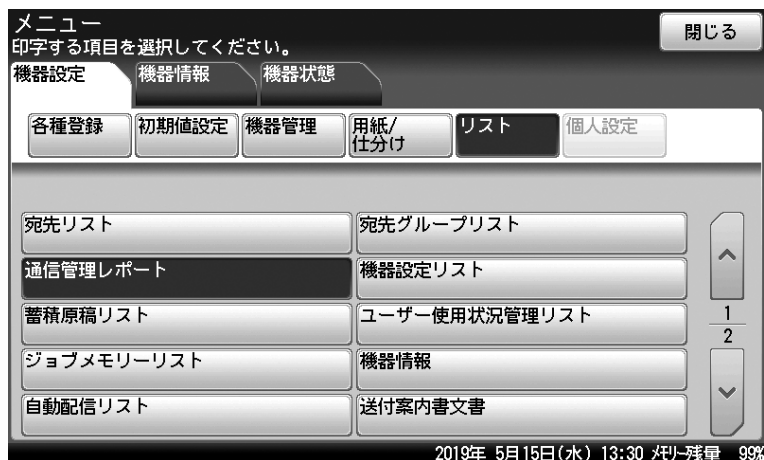 メニュー
印字する項目を選択してください。
閉じる
機器設定 機器情報 機器状態
各種登録 初期値設定 機器管理 用紙/
仕分け リスト 個人設定
宛先リスト 宛先グループリスト
通信管理レポート 機器設定リスト
蓄積原稿リスト ユーザー使用状況管理リスト
1
2
ジョブメモリーリスト 機器情報
自動配信リスト 送付案内書文書
2019年 5月15日(水) 13:30 ﾒﾓﾘｰ残量 99%